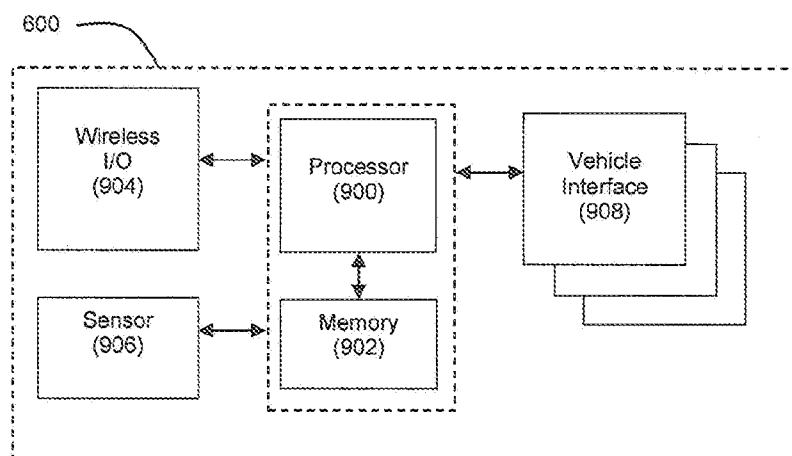 600
Wireless
I/O
(904)
Processor
(900)
Vehicle
Interface
(908)
Sensor
(906)
Memory
(902)